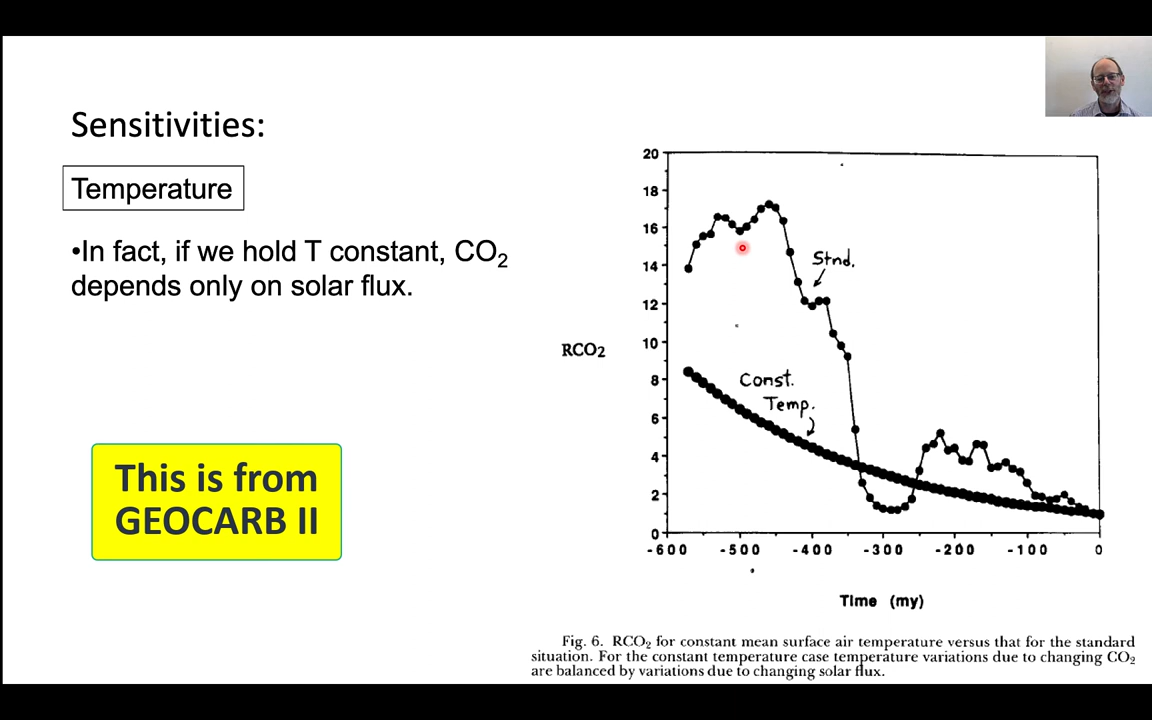 Sensitivities:
Temperature
•In fact, if we hold T constant, CO₂
depends only on solar flux.
This is from
GEOCARB II
20
18
16
14
12
10
8
6
4
2
0
RCO₂
Stnd.
Const.
Temp.
-600 -500 -400 -300 -200 -100 0
Time (my)
Fig. 6. RCO₂ for constant mean surface air temperature versus that for the standard
situation. For the constant temperature case temperature variations due to changing CO₂
are balanced by variations due to changing solar flux.